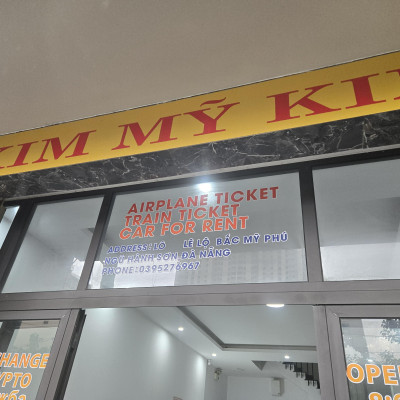 KIM MỸ KI
AIRPLANE TICKET
TRAIN TICKET
CAR FOR RENT
ADDRESS: LÔ LÊ LỘ, BẮC MỸ PHÚ
NGŨ HÀNH SƠN ĐÀ NẴNG
PHONE: 0395276967
CHANGE
YPTO
OPE